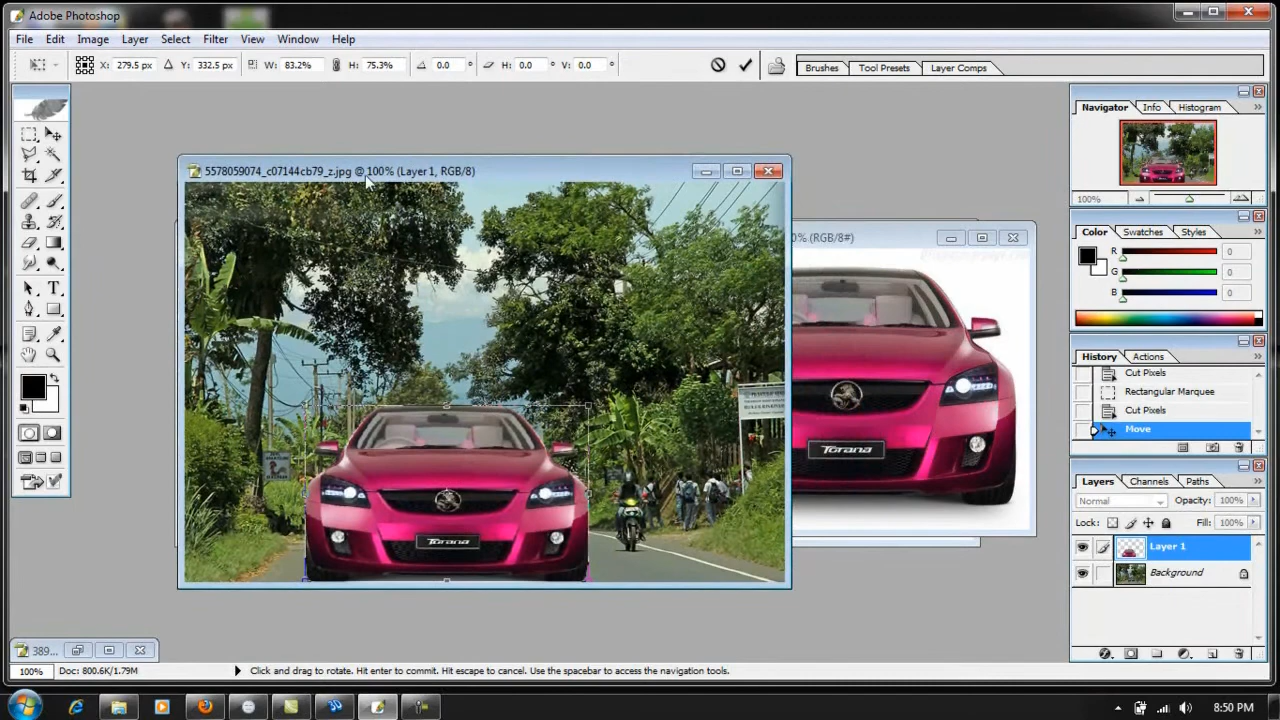 Adobe Photoshop
File Edit Image Layer Select Filter View Window Help
X: 279.5 px Y: 332.5 px W: 83.2% H: 75.3% 0.0 ° H: 0.0 ° V: 0.0 °
Brushes Tool Presets Layer Comps
Navigator Info Histogram
100%
5578059074_c07144cb79_z.jpg @ 100% (Layer 1, RGB/8)
0% (RGB/8#)
Color Swatches Styles
R 0
G 0
B 0
History Actions
Cut Pixels
Rectangular Marquee
Cut Pixels
Move
Torana
Torana
Layers Channels Paths
Normal Opacity: 100%
Lock: Fill: 100%
Layer 1
Background
389...
100% Doc: 800.6K/1.79M Click and drag to rotate. Hit enter to commit. Hit escape to cancel. Use the spacebar to access the navigation tools.
8:50 PM